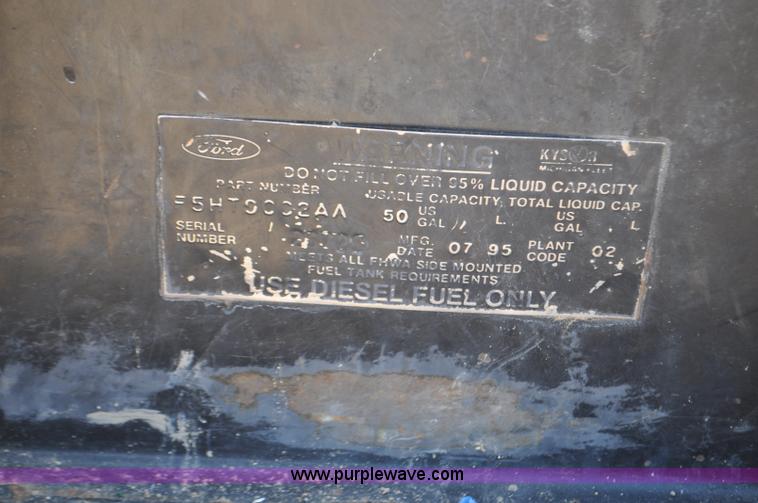 Ford WARNING KYSOR
MICHIGAN FLEET
DO NOT FILL OVER 95% LIQUID CAPACITY
PART NUMBER USABLE CAPACITY, TOTAL LIQUID CAP.
F5HT9002AA 50 US GAL // L. US GAL L
SERIAL NUMBER MFG. DATE 07 95 PLANT CODE 02
MEETS ALL FHWA SIDE MOUNTED
FUEL TANK REQUIREMENTS
USE DIESEL FUEL ONLY
www.purplewave.com